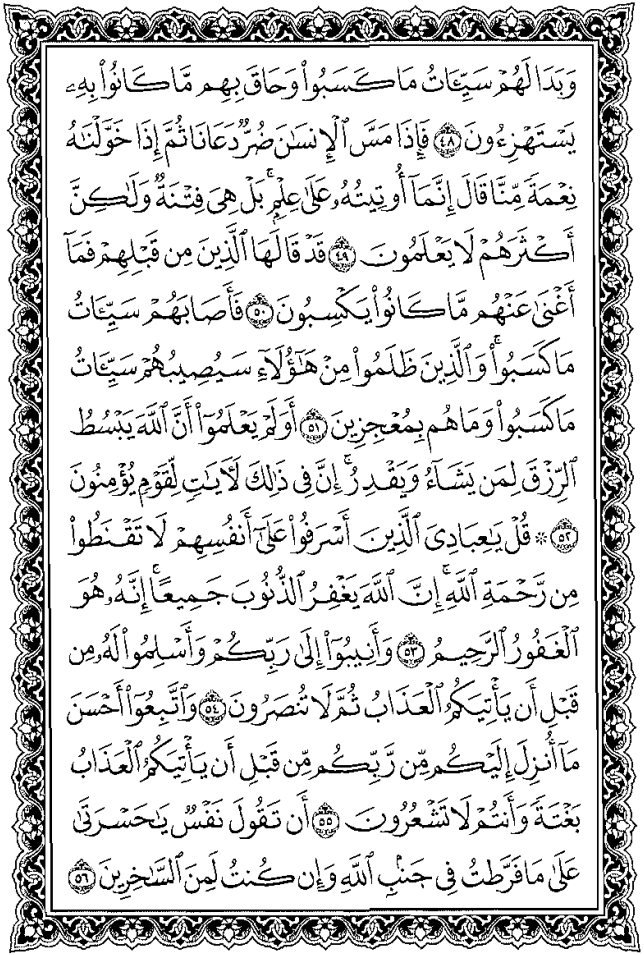 وَبَدَا لَهُمْ سَيِّـَٔاتُ مَا كَسَبُوا۟ وَحَاقَ بِهِم مَّا كَانُوا۟ بِهِۦ
يَسْتَهْزِءُونَ ٤٨ فَإِذَا مَسَّ ٱلْإِنسَٰنَ ضُرٌّ دَعَانَا ثُمَّ إِذَا خَوَّلْنَٰهُ
نِعْمَةً مِّنَّا قَالَ إِنَّمَآ أُوتِيتُهُۥ عَلَىٰ عِلْمٍۭ ۚ بَلْ هِىَ فِتْنَةٌ وَلَٰكِنَّ
أَكْثَرَهُمْ لَا يَعْلَمُونَ ٤٩ قَدْ قَالَهَا ٱلَّذِينَ مِن قَبْلِهِمْ فَمَآ
أَغْنَىٰ عَنْهُم مَّا كَانُوا۟ يَكْسِبُونَ ٥٠ فَأَصَابَهُمْ سَيِّـَٔاتُ
مَا كَسَبُوا۟ ۚ وَٱلَّذِينَ ظَلَمُوا۟ مِنْ هَٰٓؤُلَآءِ سَيُصِيبُهُمْ سَيِّـَٔاتُ
مَا كَسَبُوا۟ وَمَا هُم بِمُعْجِزِينَ ٥١ أَوَلَمْ يَعْلَمُوٓا۟ أَنَّ ٱللَّهَ يَبْسُطُ
ٱلرِّزْقَ لِمَن يَشَآءُ وَيَقْدِرُ ۚ إِنَّ فِى ذَٰلِكَ لَـَٔايَٰتٍ لِّقَوْمٍ يُؤْمِنُونَ
٥٢ * قُلْ يَٰعِبَادِىَ ٱلَّذِينَ أَسْرَفُوا۟ عَلَىٰٓ أَنفُسِهِمْ لَا تَقْنَطُوا۟
مِن رَّحْمَةِ ٱللَّهِ ۚ إِنَّ ٱللَّهَ يَغْفِرُ ٱلذُّنُوبَ جَمِيعًا ۚ إِنَّهُۥ هُوَ
ٱلْغَفُورُ ٱلرَّحِيمُ ٥٣ وَأَنِيبُوٓا۟ إِلَىٰ رَبِّكُمْ وَأَسْلِمُوا۟ لَهُۥ مِن
قَبْلِ أَن يَأْتِيَكُمُ ٱلْعَذَابُ ثُمَّ لَا تُنصَرُونَ ٥٤ وَٱتَّبِعُوٓا۟ أَحْسَنَ
مَآ أُنزِلَ إِلَيْكُم مِّن رَّبِّكُم مِّن قَبْلِ أَن يَأْتِيَكُمُ ٱلْعَذَابُ
بَغْتَةً وَأَنتُمْ لَا تَشْعُرُونَ ٥٥ أَن تَقُولَ نَفْسٌ يَٰحَسْرَتَىٰ
عَلَىٰ مَا فَرَّطتُ فِى جَنۢبِ ٱللَّهِ وَإِن كُنتُ لَمِنَ ٱلسَّٰخِرِينَ ٥٦